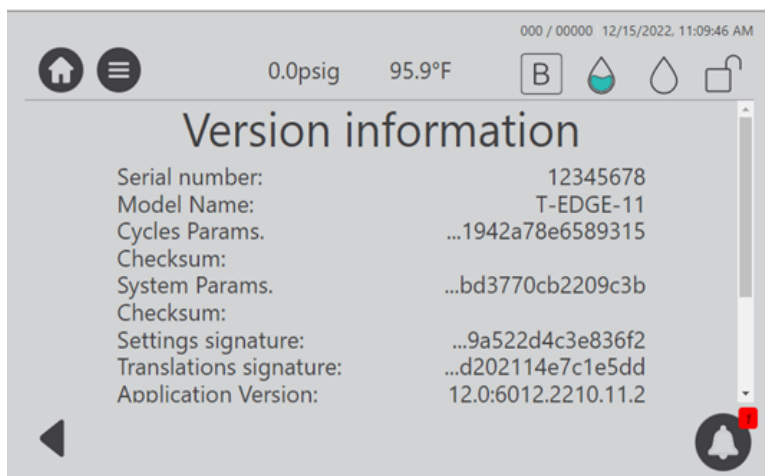 000 / 00000 12/15/2022, 11:09:46 AM
0.0psig 95.9°F B
Version information
Serial number: 12345678
Model Name: T-EDGE-11
Cycles Params. ...1942a78e6589315
Checksum:
System Params. ...bd3770cb2209c3b
Checksum:
Settings signature: ...9a522d4c3e836f2
Translations signature: ...d202114e7c1e5dd
Application Version: 12.0:6012.2210.11.2
1